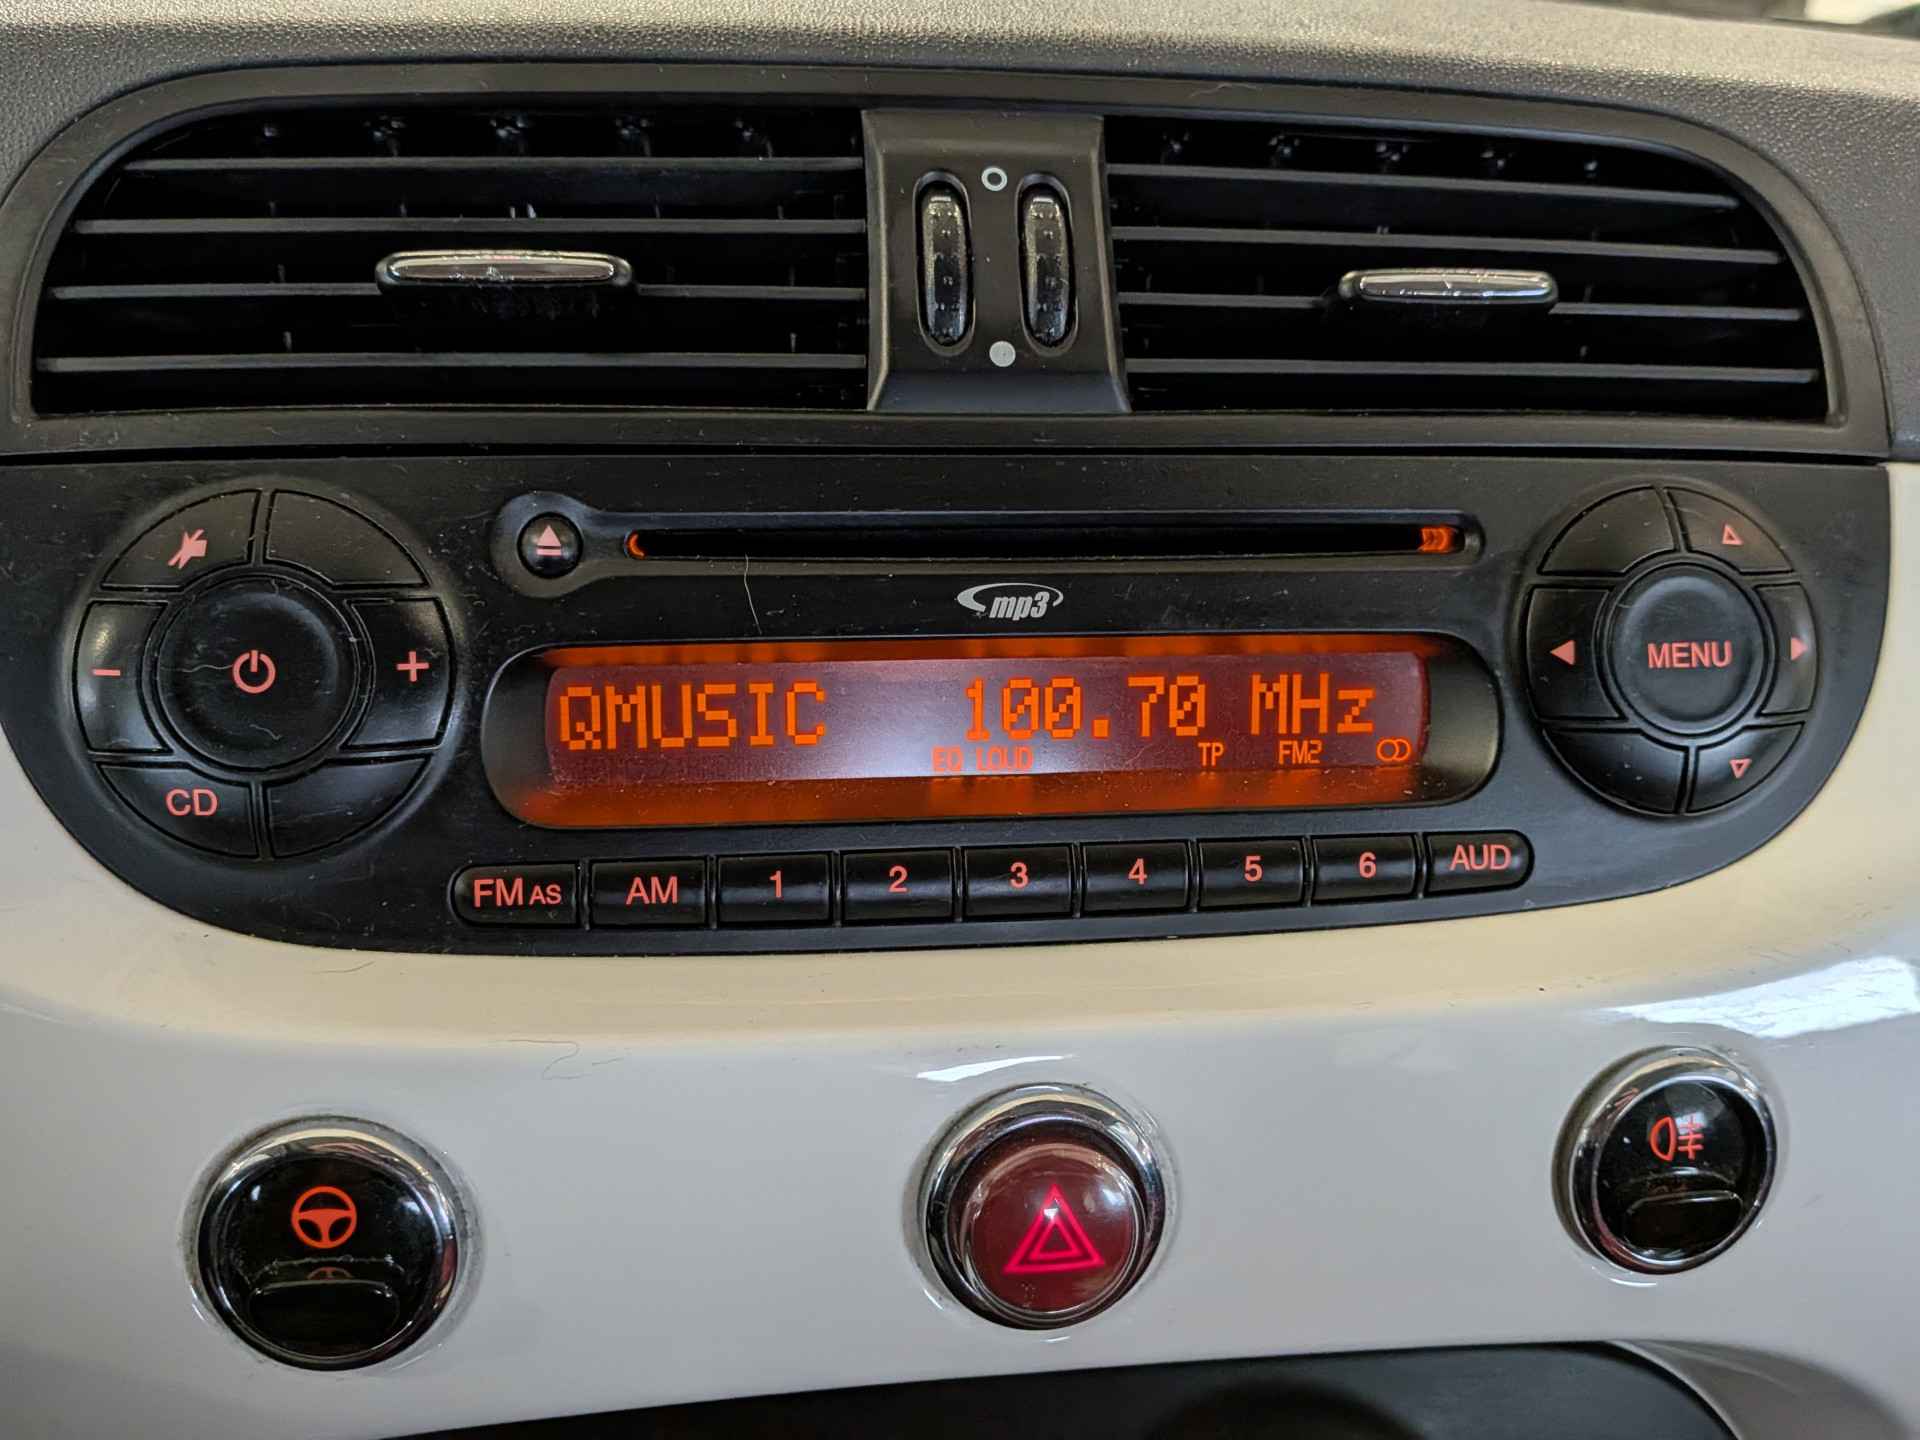 mp3
QMUSIC 100.70 MHz
EQ LOUD TP FM2
MENU
CD
FM AS AM 1 2 3 4 5 6 AUD